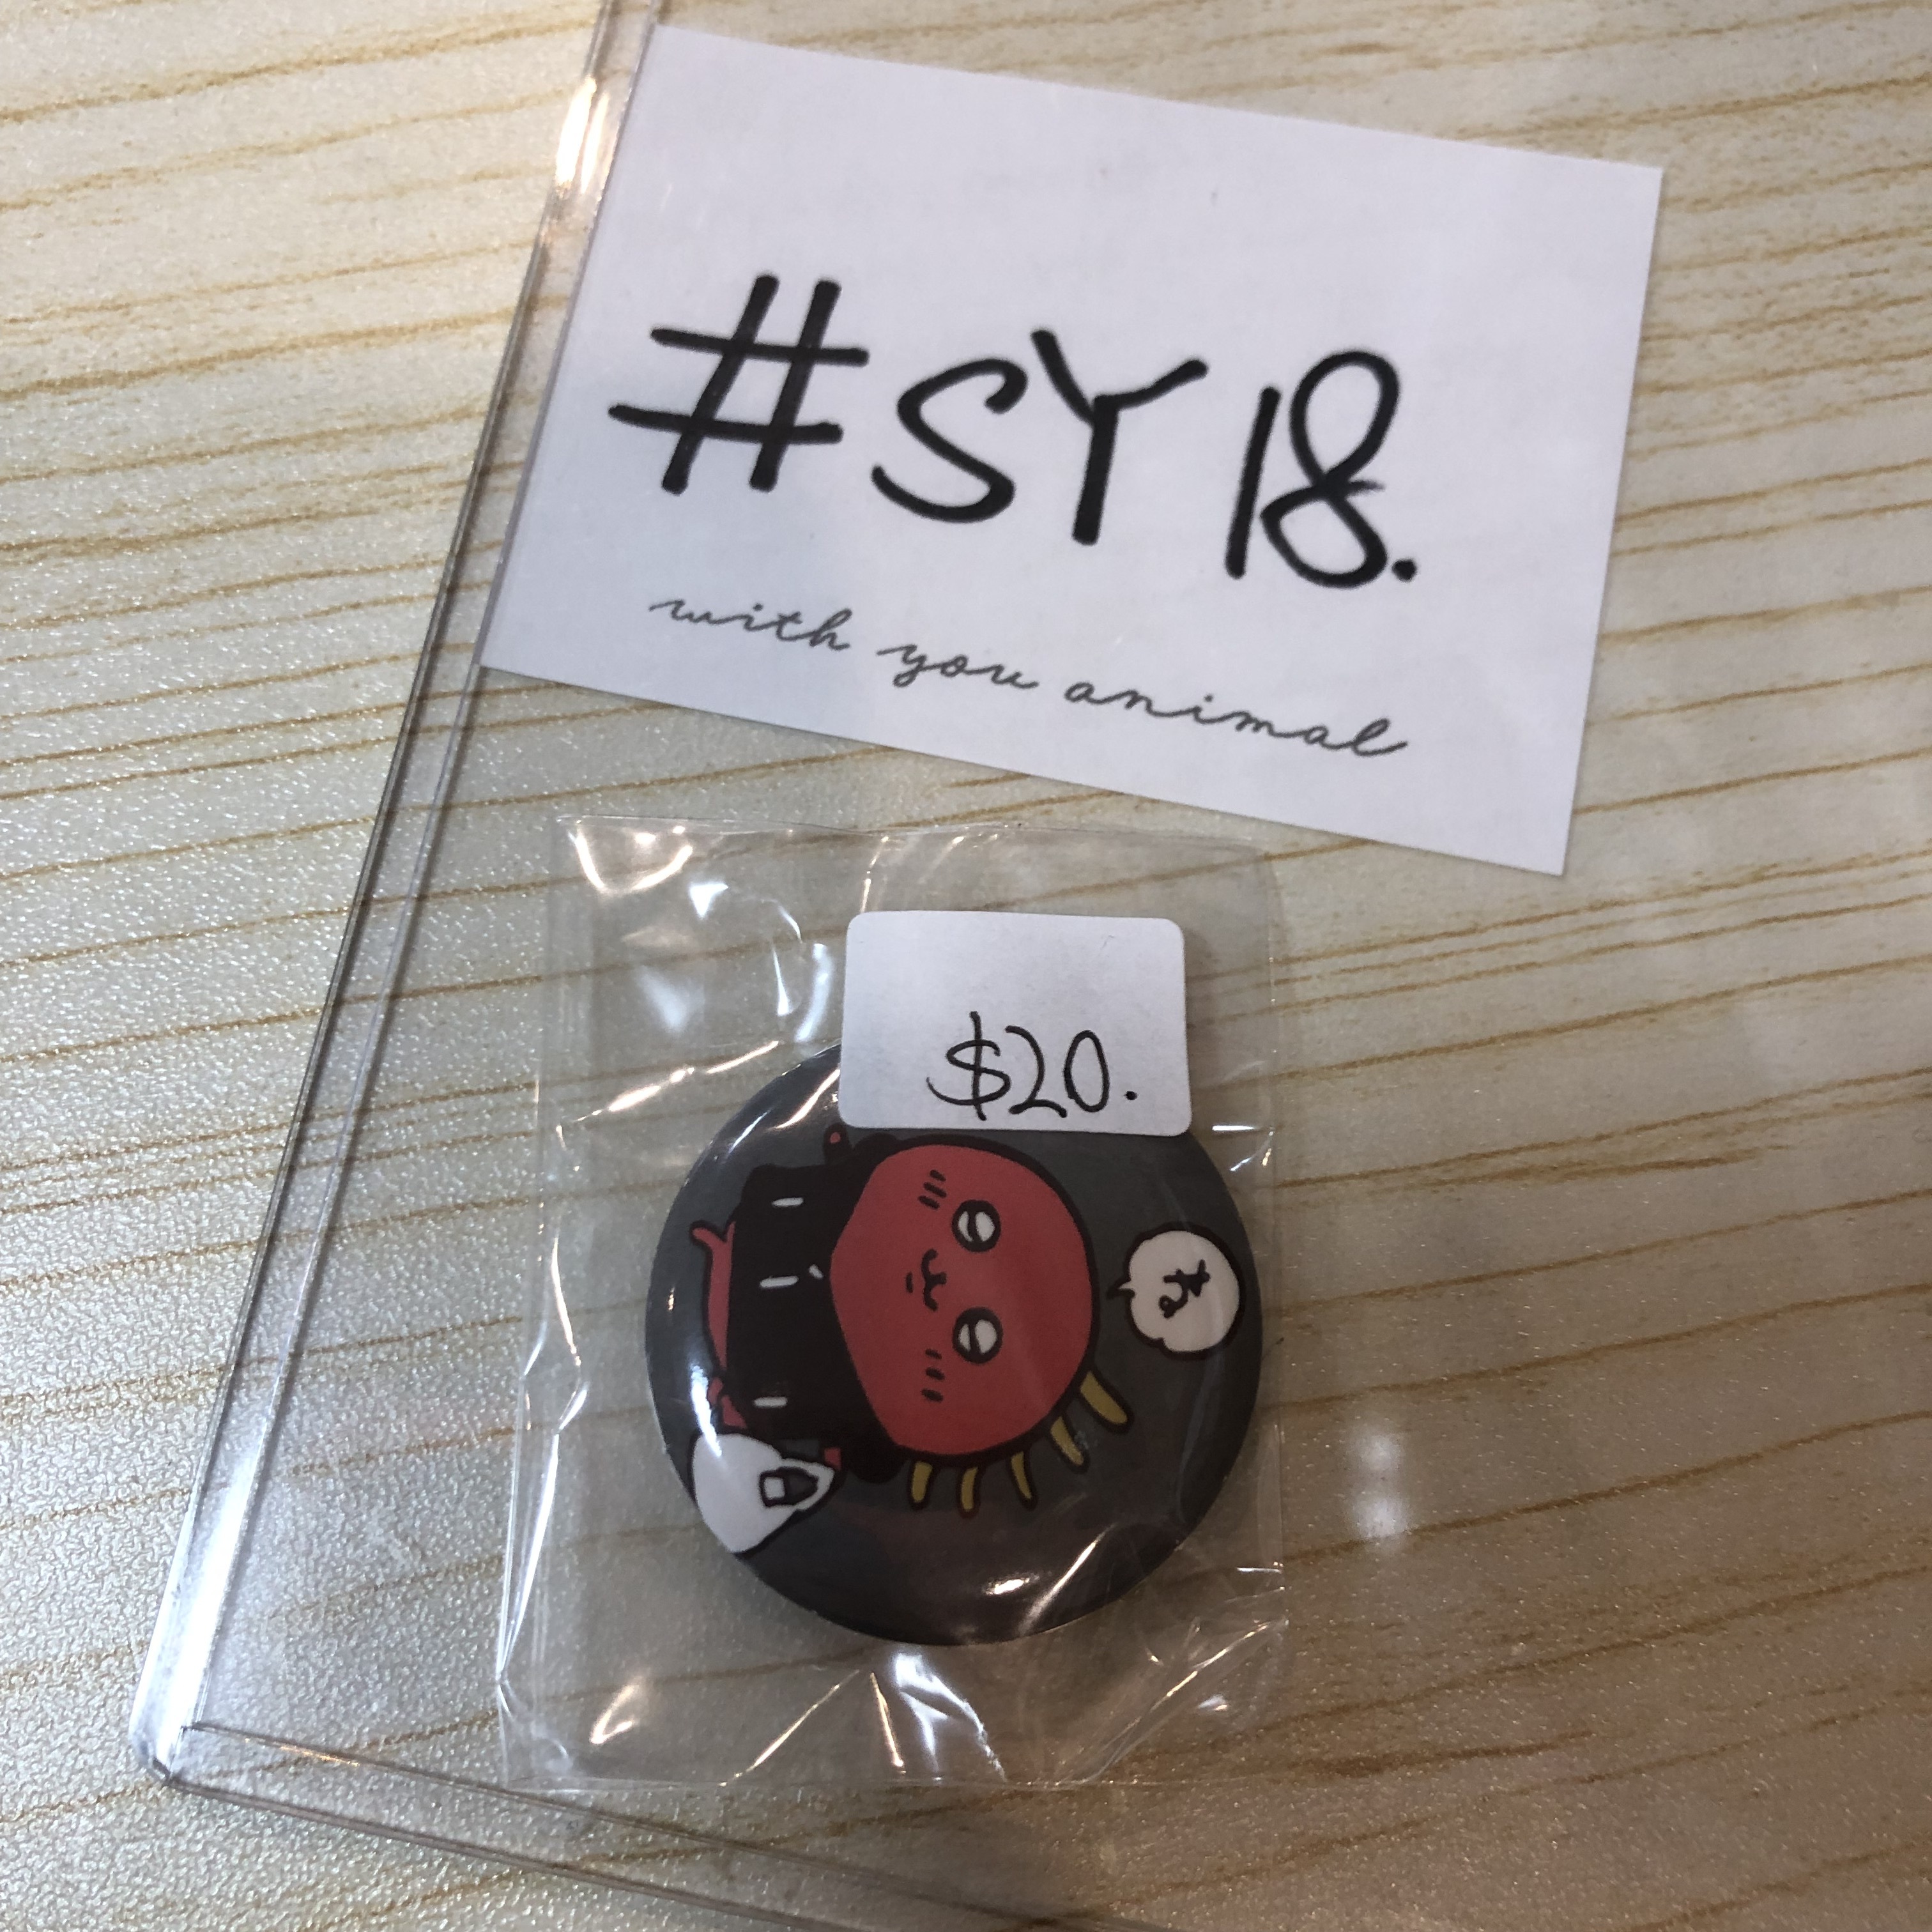 #SY18.
with you animal
$20.